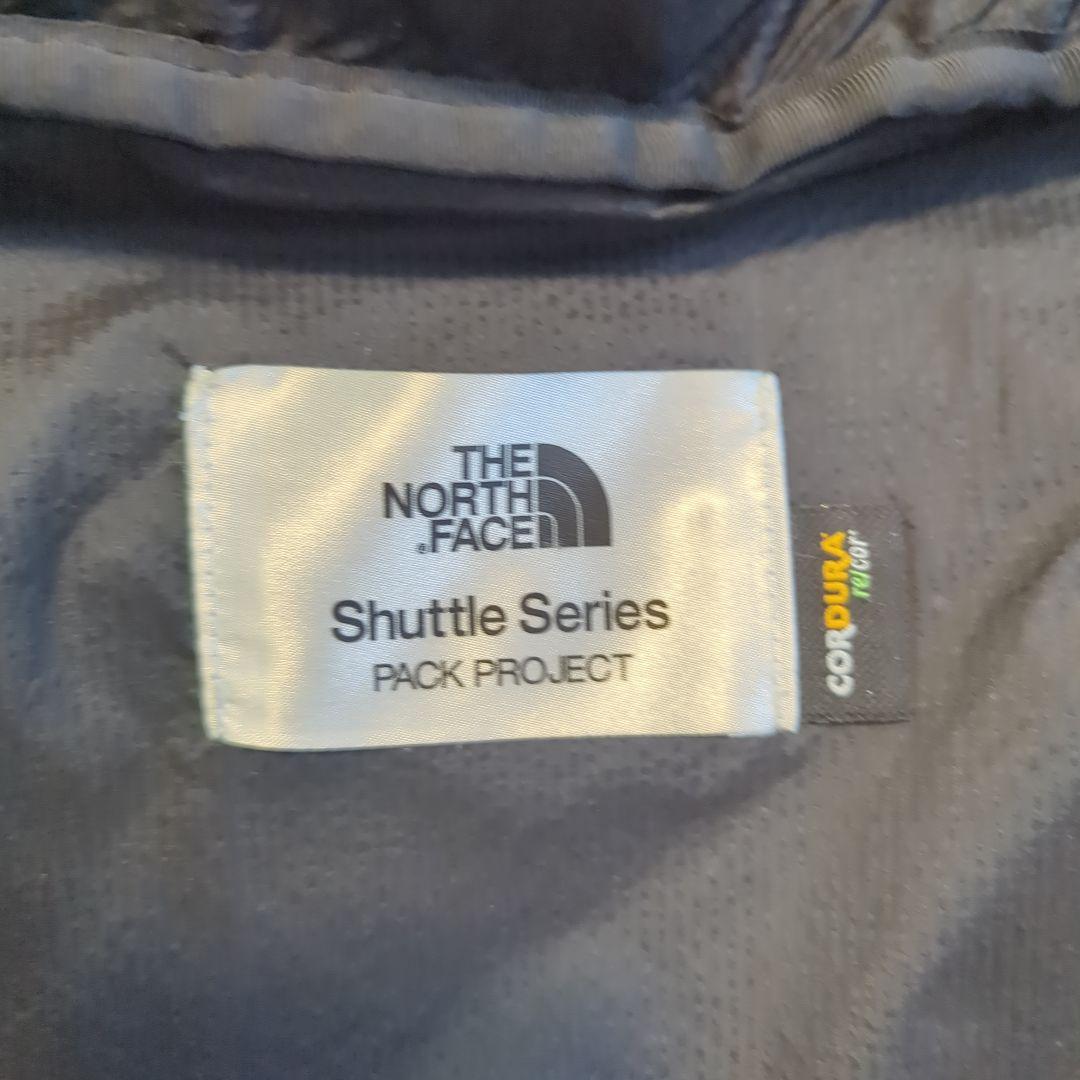 THE
NORTH
FACE
Shuttle Series
PACK PROJECT
CORDURA
re/cor